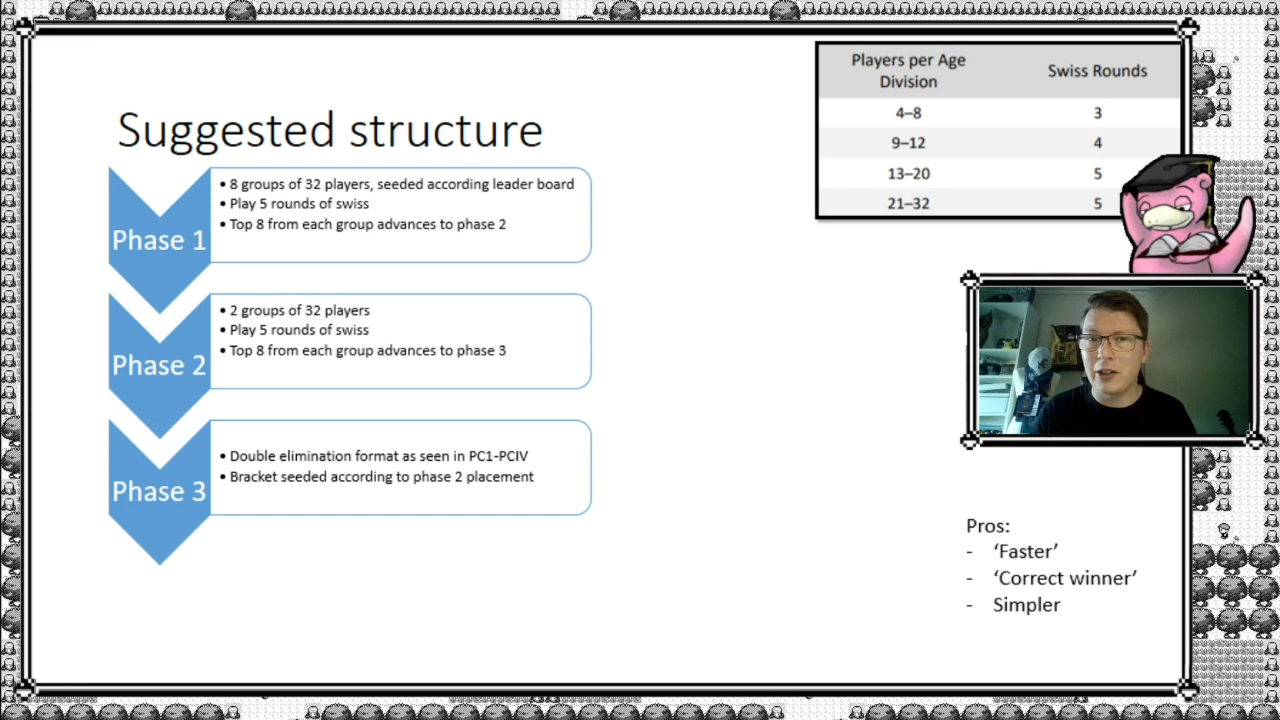 Suggested structure
Phase 1
• 8 groups of 32 players, seeded according leader board
• Play 5 rounds of swiss
• Top 8 from each group advances to phase 2
Phase 2
• 2 groups of 32 players
• Play 5 rounds of swiss
• Top 8 from each group advances to phase 3
Phase 3
• Double elimination format as seen in PC1-PCIV
• Bracket seeded according to phase 2 placement
Players per Age
Division
Swiss Rounds
4–8 3
9–12 4
13–20 5
21–32 5
Pros:
- ‘Faster’
- ‘Correct winner’
- Simpler